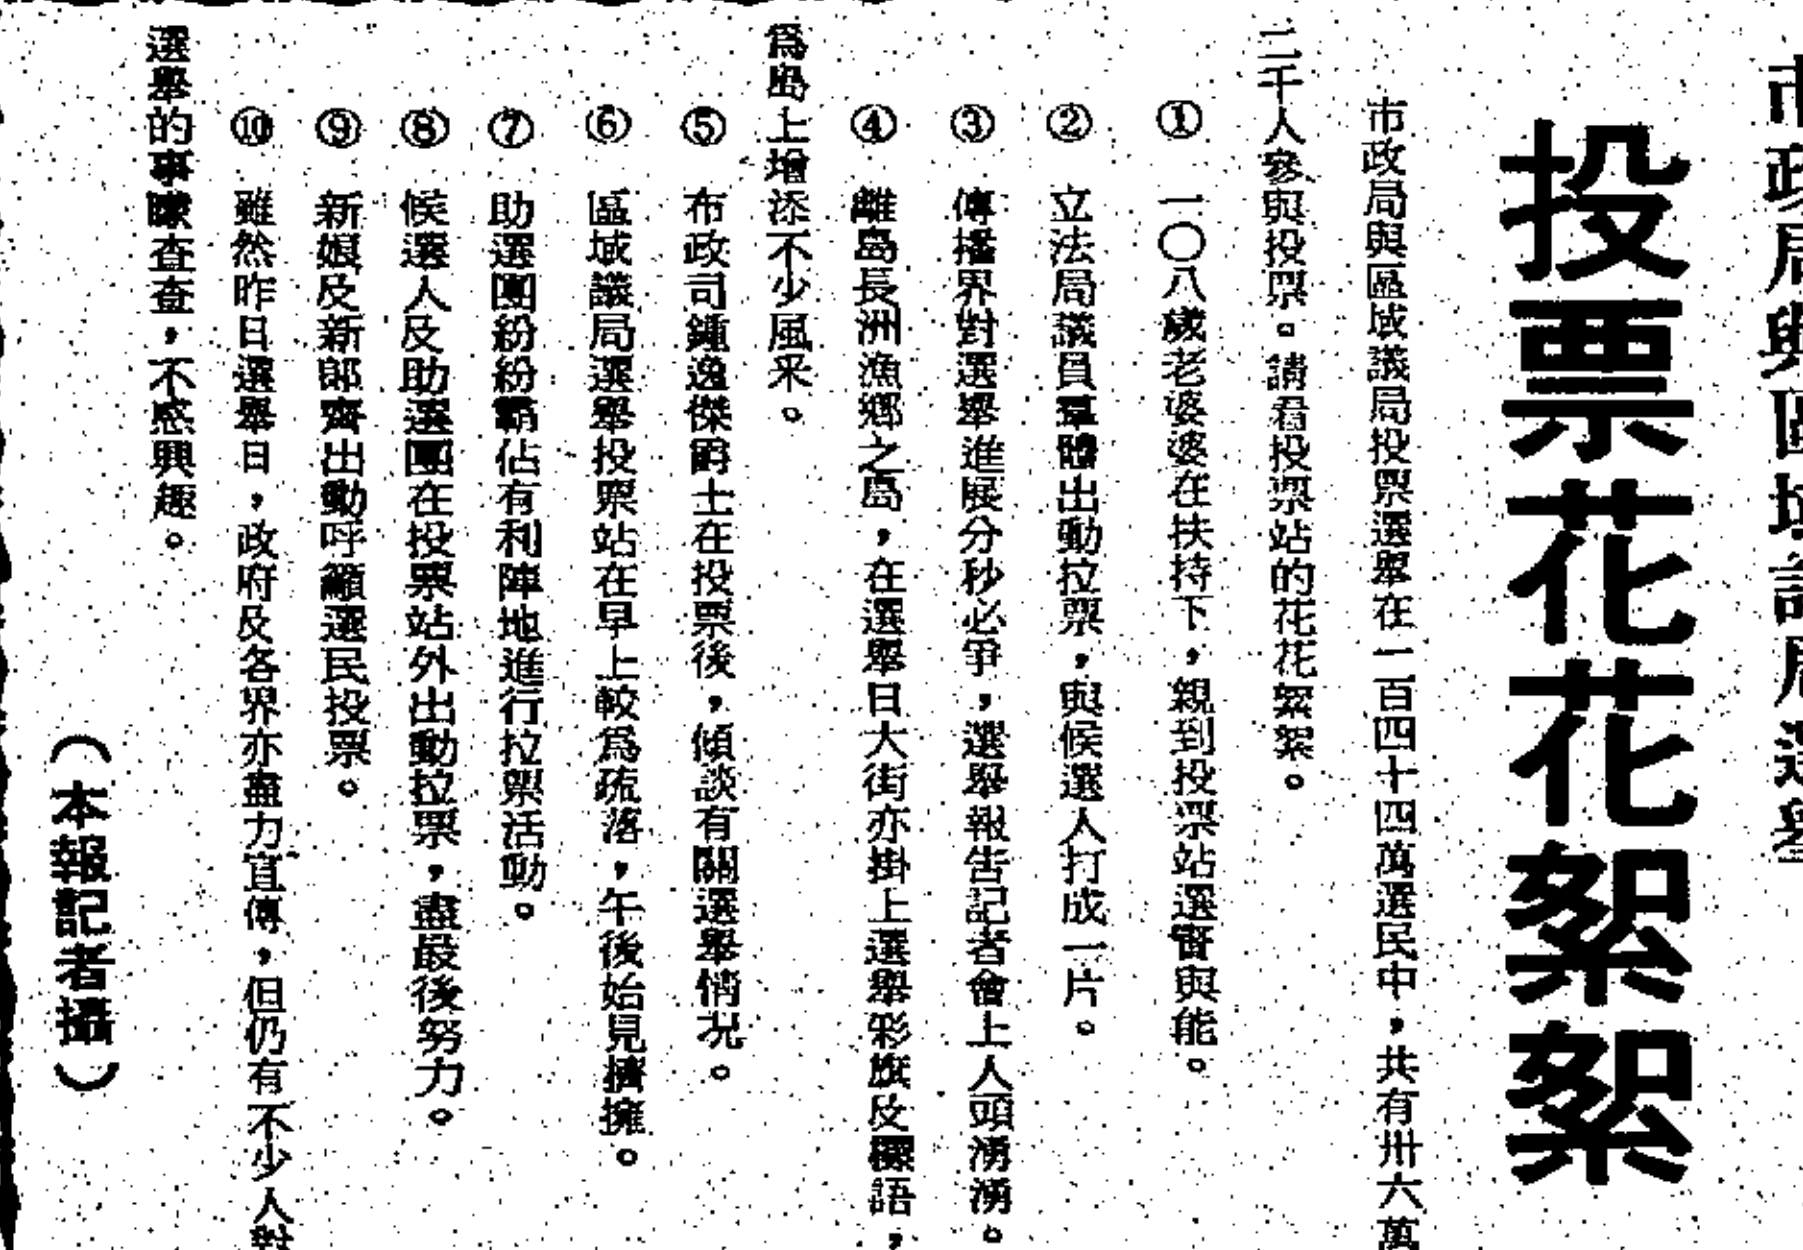 市政局與區域議局選舉
投票花花絮絮
市政局與區域議局投票選舉在一百四十四萬選民中，共有卅六萬
二千人參與投票。請看投票站的花花絮絮。
① 一〇八歲老婆婆在扶持下，親到投票站選賢與能。
② 立法局議員羣體出動拉票，與候選人打成一片。
③ 傳播界對選舉進展分秒必爭，選舉報告記者會上人頭湧湧。
④ 離島長洲漁鄉之島，在選舉日大街亦掛上選舉彩旗及標語，
爲島上增添不少風采。
⑤ 布政司鍾逸傑爵士在投票後，傾談有關選舉情况。
⑥ 區域議局選舉投票站在早上較爲疏落，午後始見擠擁。
⑦ 助選團紛紛霸佔有利陣地進行拉票活動。
⑧ 候選人及助選團在投票站外出動拉票，盡最後努力。
⑨ 新娘及新郎齊出動呼籲選民投票。
⑩ 雖然昨日選舉日，政府及各界亦盡力宣傳，但仍有不少人對
選舉的事矇查查，不感興趣。
（本報記者攝）